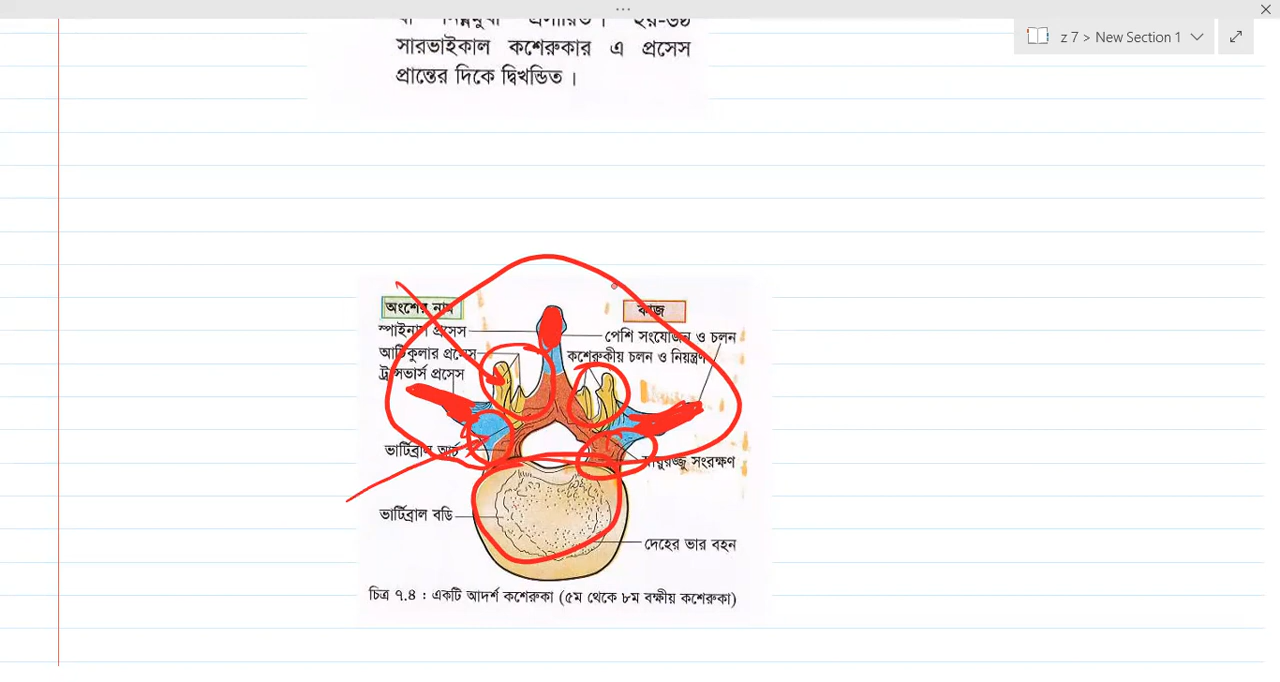 z 7 > New Section 1
সারভাইকাল কশেরুকার এ প্রসেস
প্রান্তের দিকে দ্বিখন্ডিত।
অংশের নাম
কাজ
স্পাইনাস প্রসেস
পেশি সংযোজন ও চলন
আর্টিকুলার প্রসেস
কশেরুকীয় চলন ও নিয়ন্ত্রণ
ট্রান্সভার্স প্রসেস
ভার্টিব্রাল আর্চ
স্নায়ুরজ্জু সংরক্ষণ
ভার্টিব্রাল বডি
দেহের ভার বহন
চিত্র ৭.৪ : একটি আদর্শ কশেরুকা (৫ম থেকে ৮ম বক্ষীয় কশেরুকা)